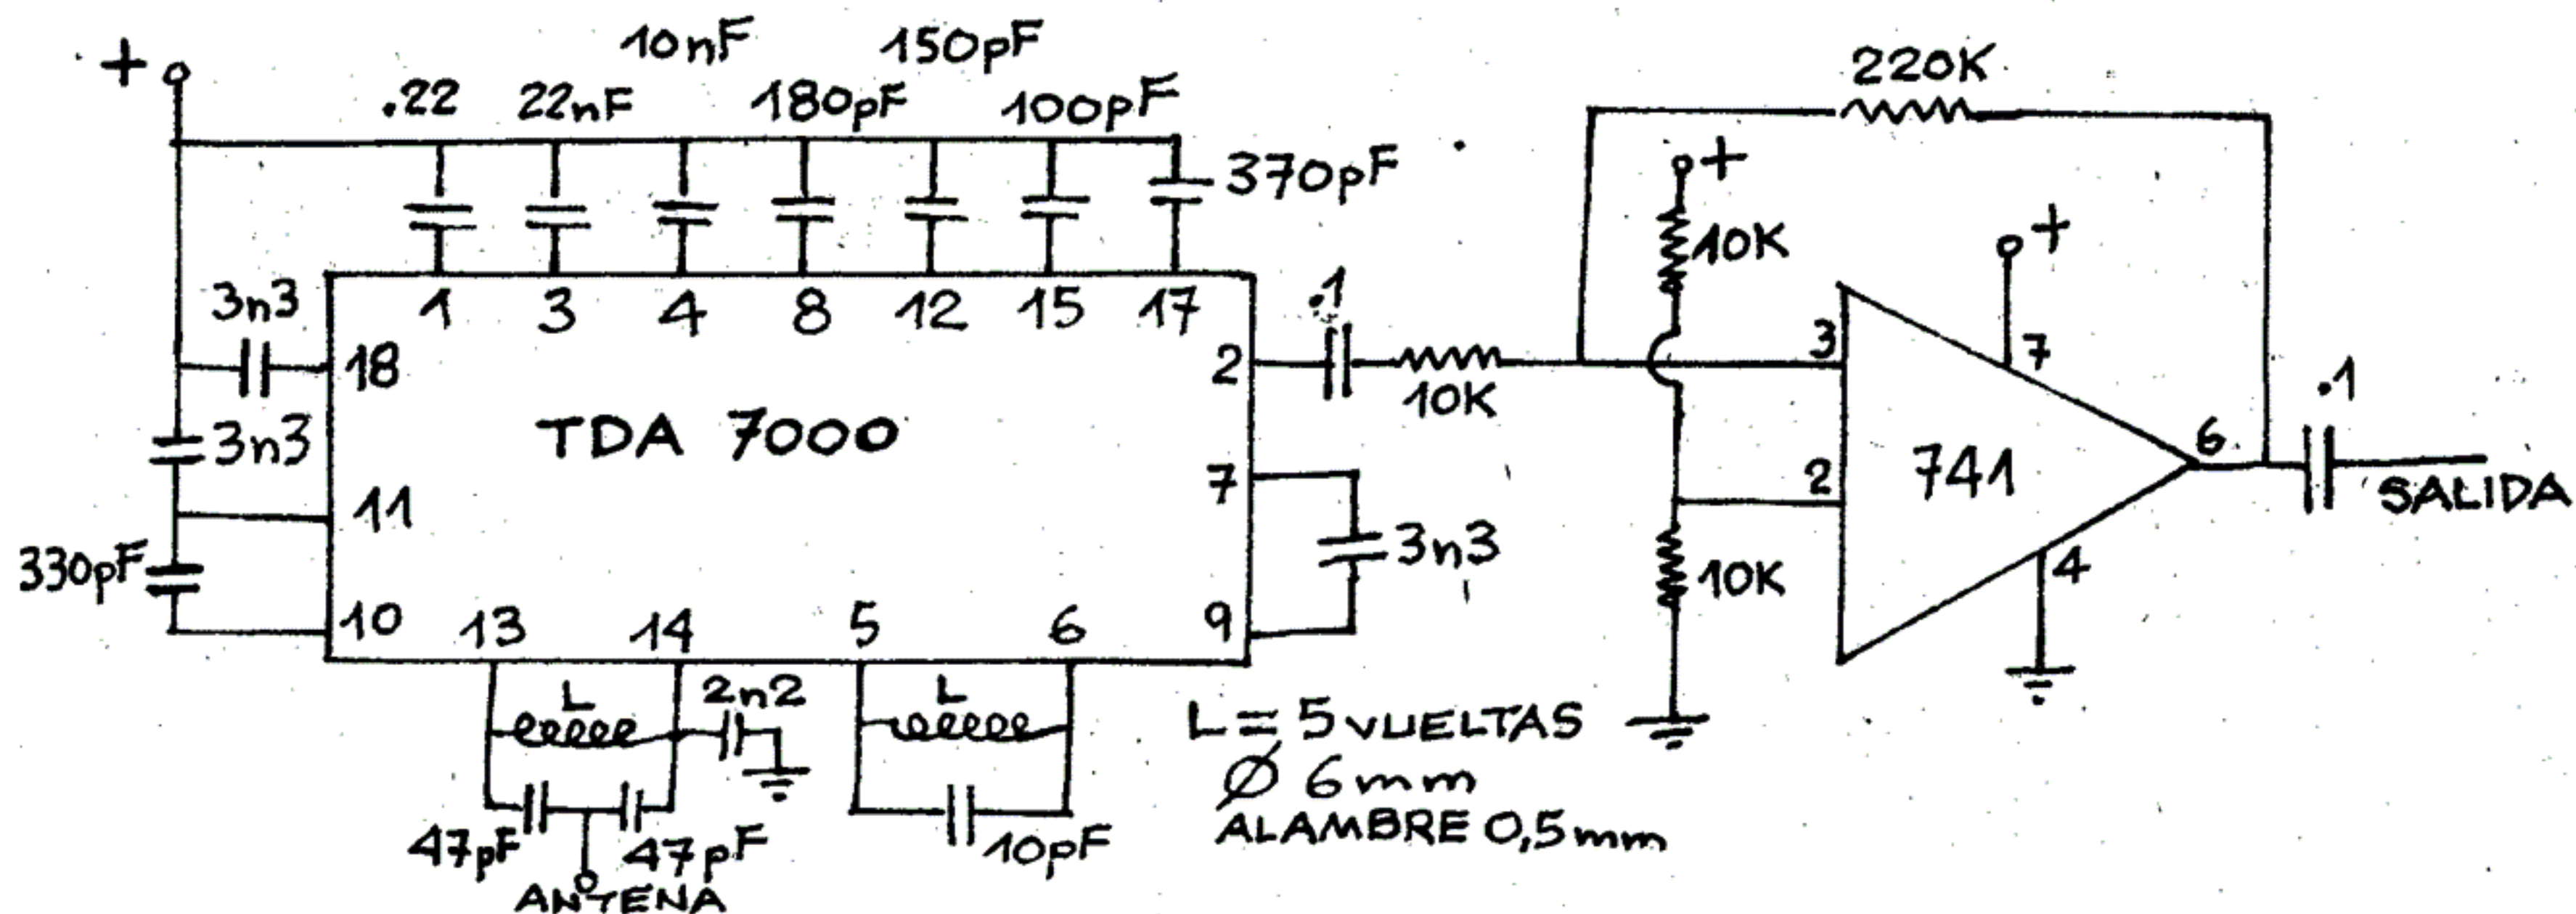 10nF 150pF
+ .22 22nF 180pF 100pF 370pF
220K
+
10K
+
3n3
1 3 4 8 12 15 17
.1
18
2
10K
3
7
3n3
TDA 7000
741
6
.1
SALIDA
11
7
2
3n3
330pF
10
13 14 5 6
9
10K
4
L 2n2 L
47pF 47pF 10pF
ANTENA
L = 5 VUELTAS
Ø 6mm
ALAMBRE 0,5mm